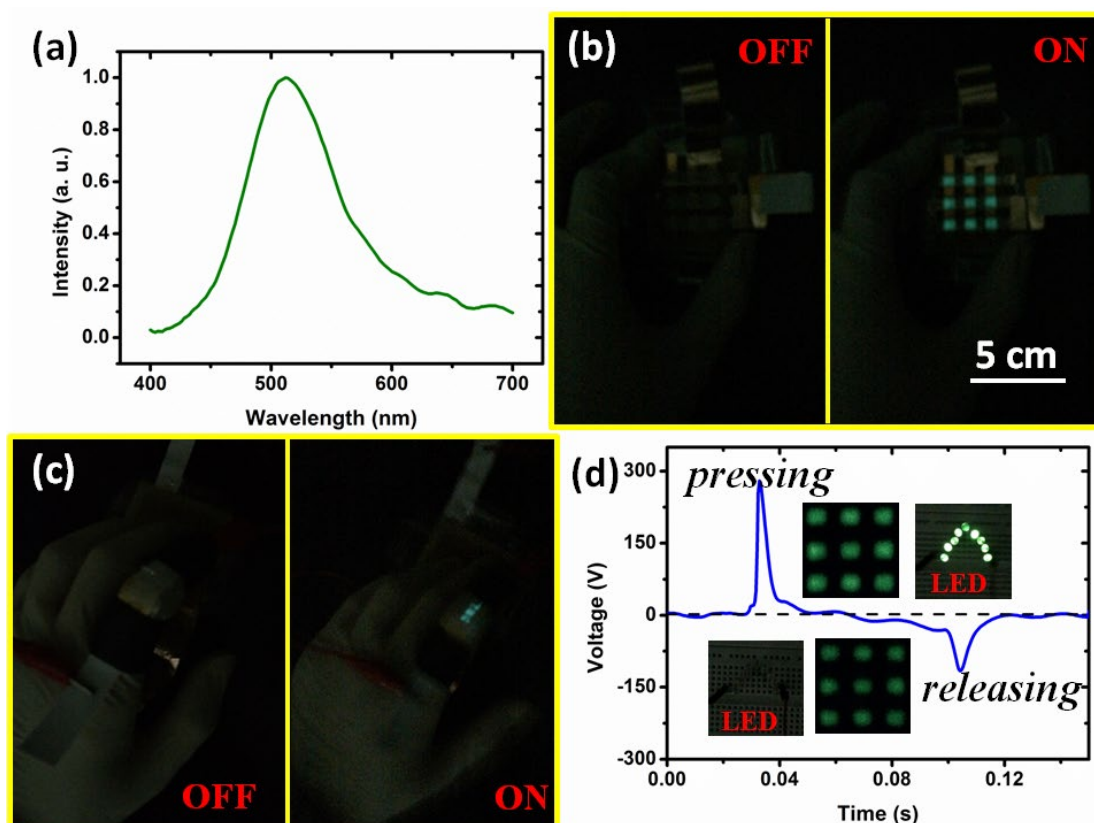 (a)
1.0
0.8
0.6
0.4
0.2
0.0
Intensity (a. u.)
400 500 600 700
Wavelength (nm)
(b)
OFF
ON
5 cm
(c)
OFF
ON
(d)
300
150
0
-150
-300
Voltage (V)
pressing
LED
LED
releasing
0.00 0.04 0.08 0.12
Time (s)